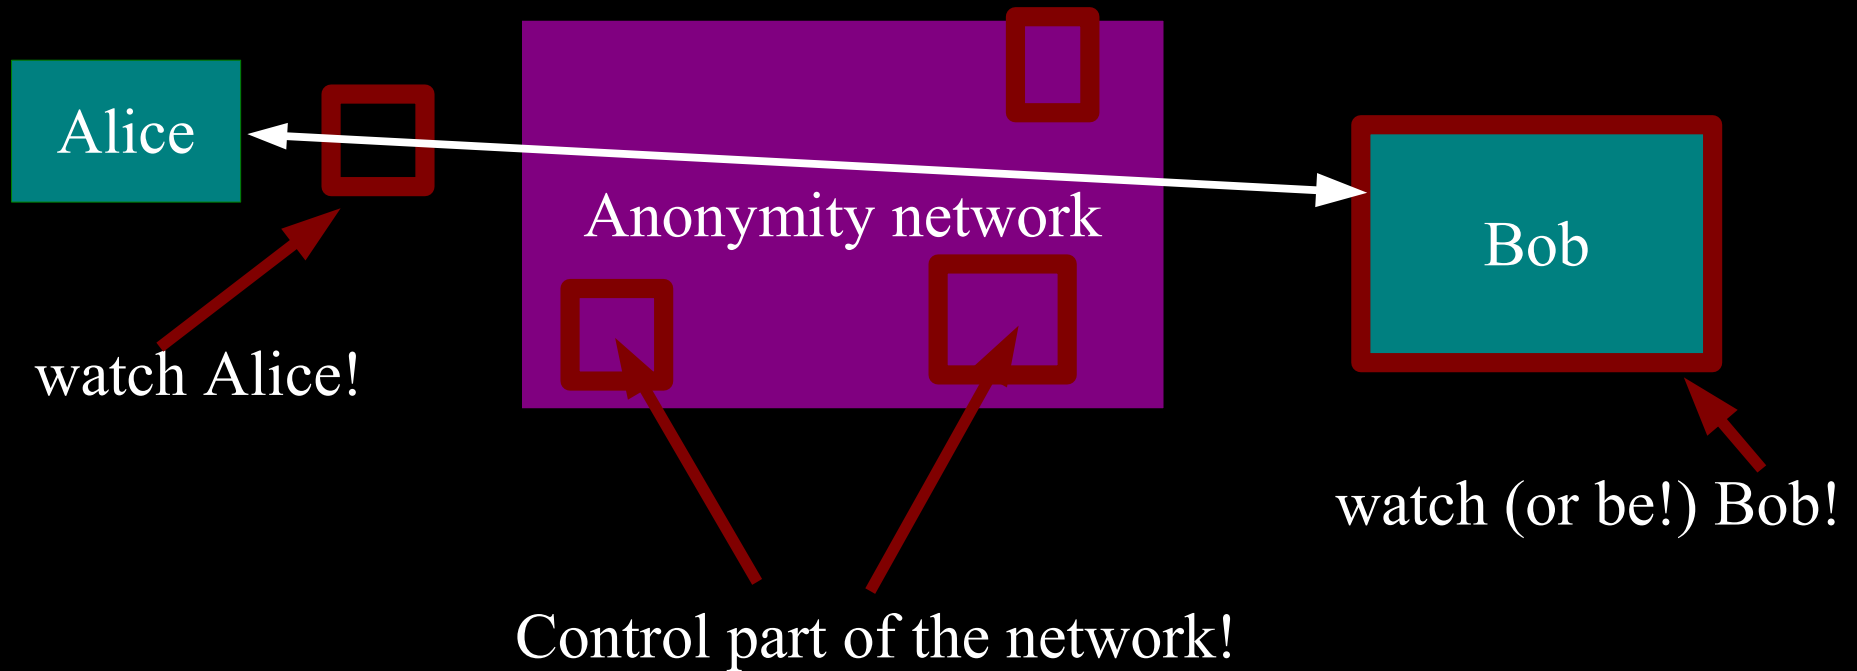 Alice
Anonymity network
Bob
watch Alice!
watch (or be!) Bob!
Control part of the network!